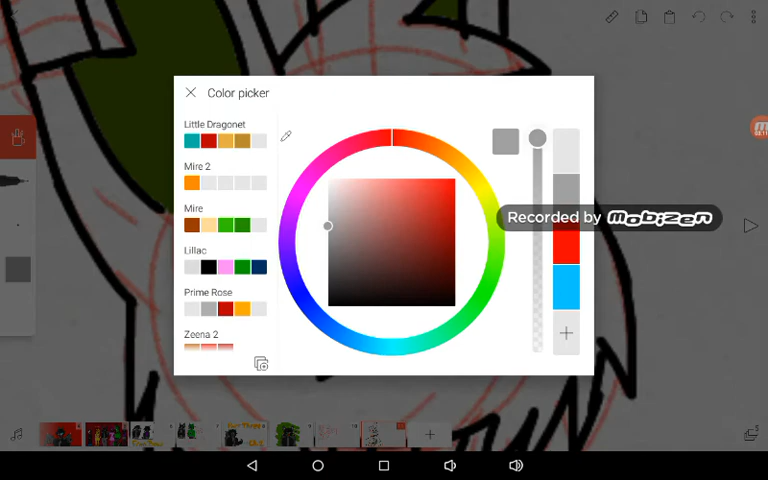 Color picker
Little Dragonet
Mire 2
Mire
Lillac
Prime Rose
Zeena 2
Recorded by MOBIZEN